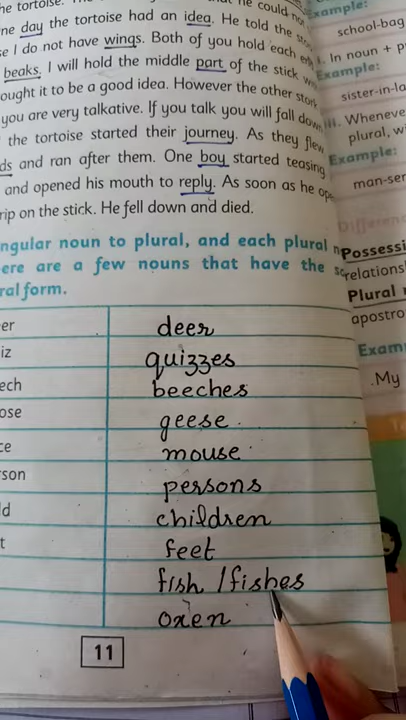 he tortoise. he could not
ne day the tortoise had an idea. He told the
se I do not have wings. Both of you hold each
beaks. I will hold the middle part of the stick
ought it to be a good idea. However the other
you are very talkative. If you talk you will fall down
the tortoise started their journey. As they flew
ds and ran after them. One boy started teasing
and opened his mouth to reply. As soon as he
rip on the stick. He fell down and died.
ngular noun to plural, and each plural
ere are a few nouns that have the
ral form.
er deer
iz quizzes
ech beeches
ose geese.
ce mouse.
son persons
ld children
t feet
fish / fishes
oxen
11
Example:
school-bag
In noun + p
Example:
sister-in-la
iii. Wheneve
plural, wi
Example:
man-ser
Differenc
Possessi
relations
Plural
apostro
Exam
My